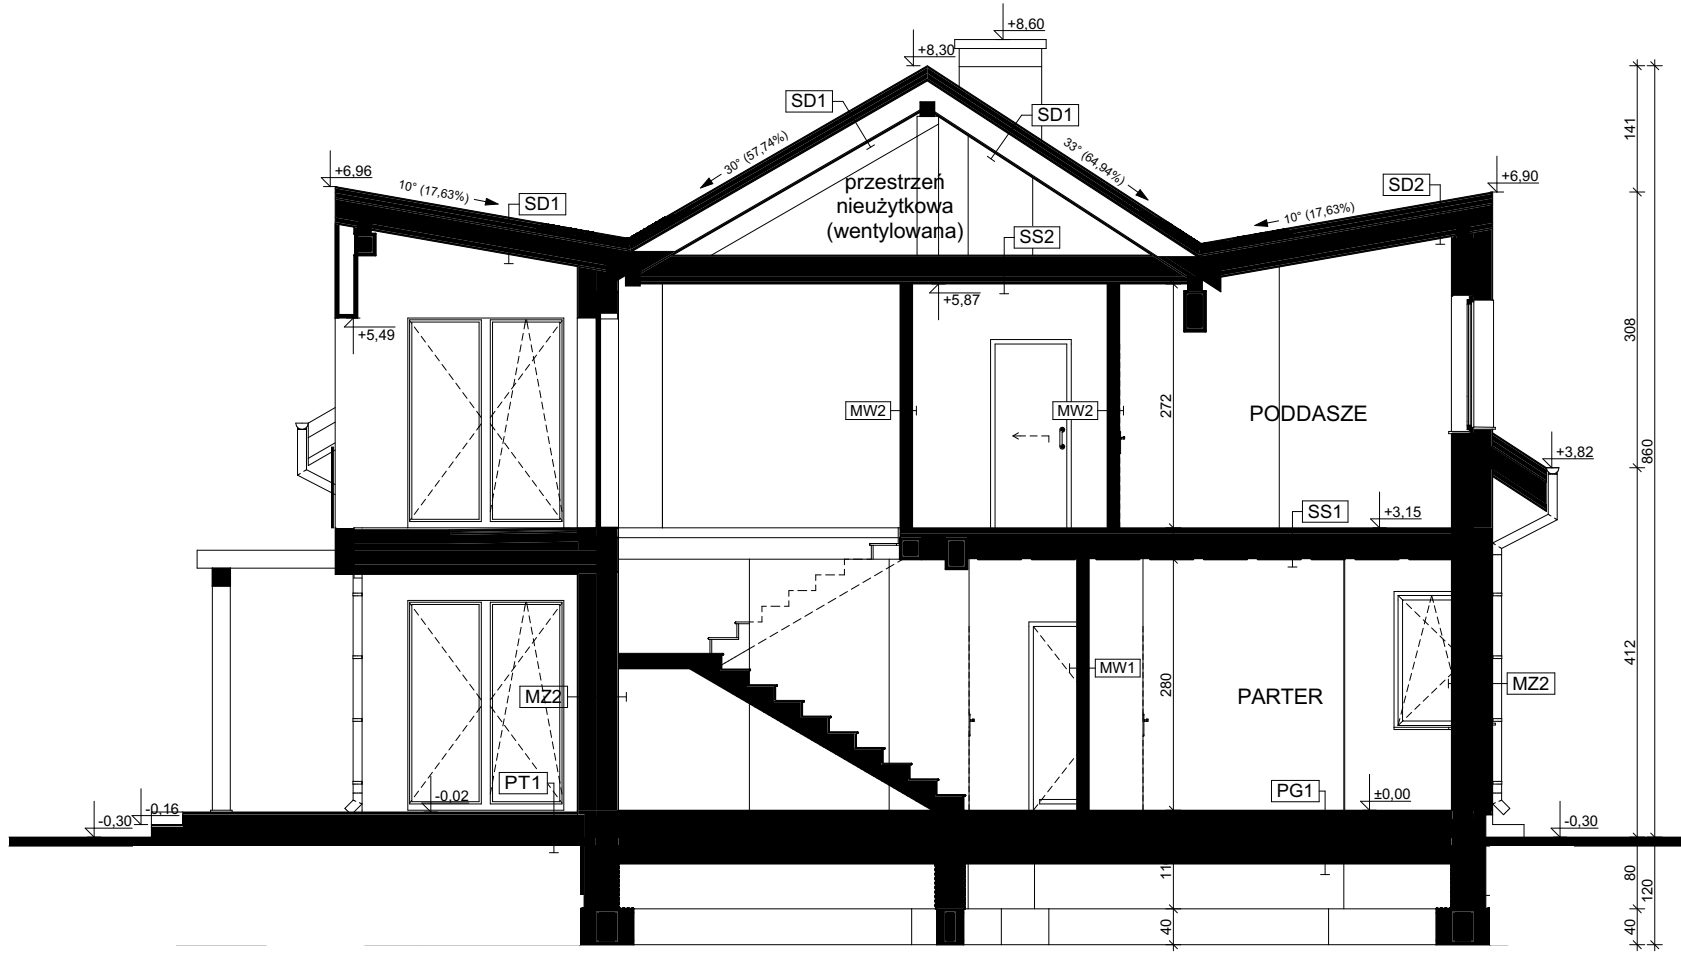 +8,60
+8,30
SD1
SD1
141
30° (57,74%)
33° (64,94%)
+6,96
10° (17,63%)
SD1
przestrzeń
nieużytkowa
(wentylowana)
SD2
+6,90
10° (17,63%)
SS2
+5,87
+5,49
308
MW2
MW2
272
PODDASZE
860
+3,82
SS1
+3,15
412
MW1
280
PARTER
MZ2
MZ2
PT1
-0,02
PG1
±0,00
-0,16
-0,30
-0,30
11
80
120
40
40